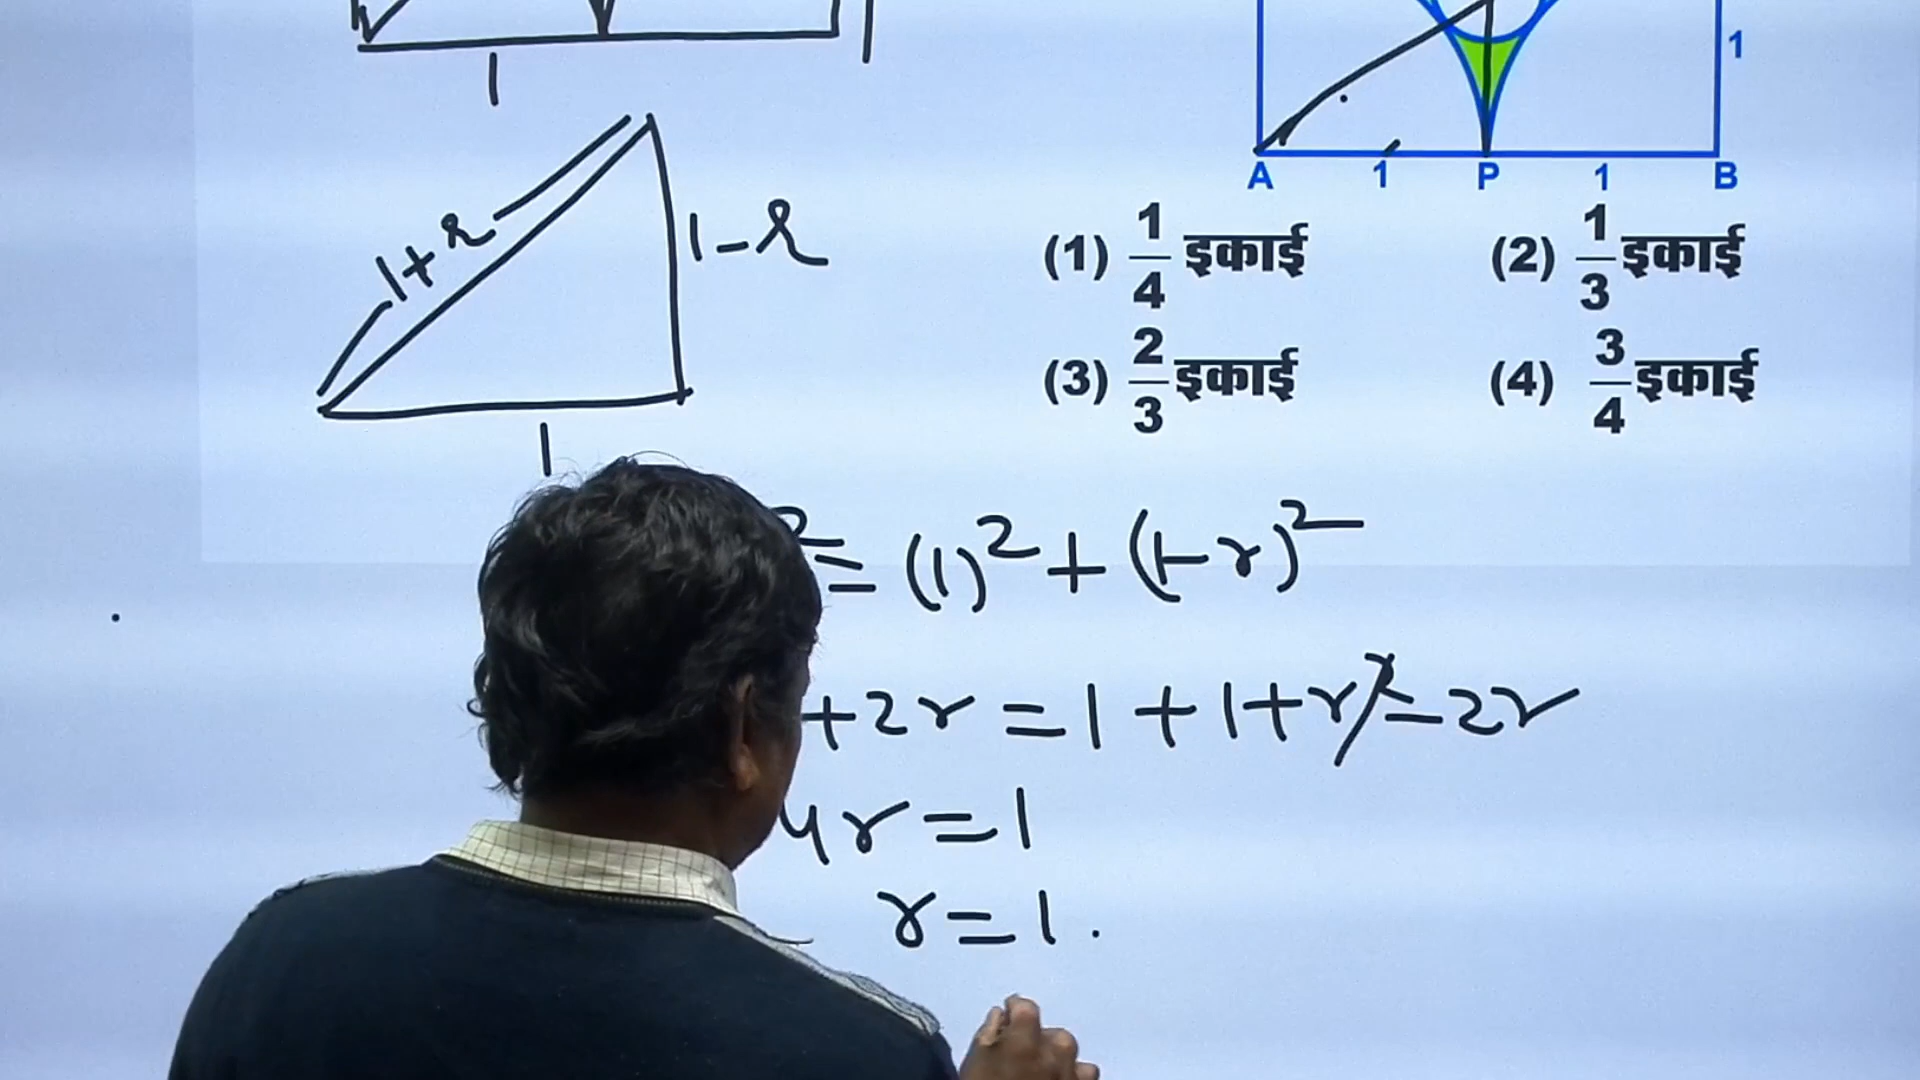 1
1
A 1 P 1 B
1+r
1-r
1
(1) 1/4 इकाई (2) 1/3 इकाई
(3) 2/3 इकाई (4) 3/4 इकाई
2 = (1)² + (1-r)²
+2r = 1 + 1 + r² - 2r
4r = 1
r = 1